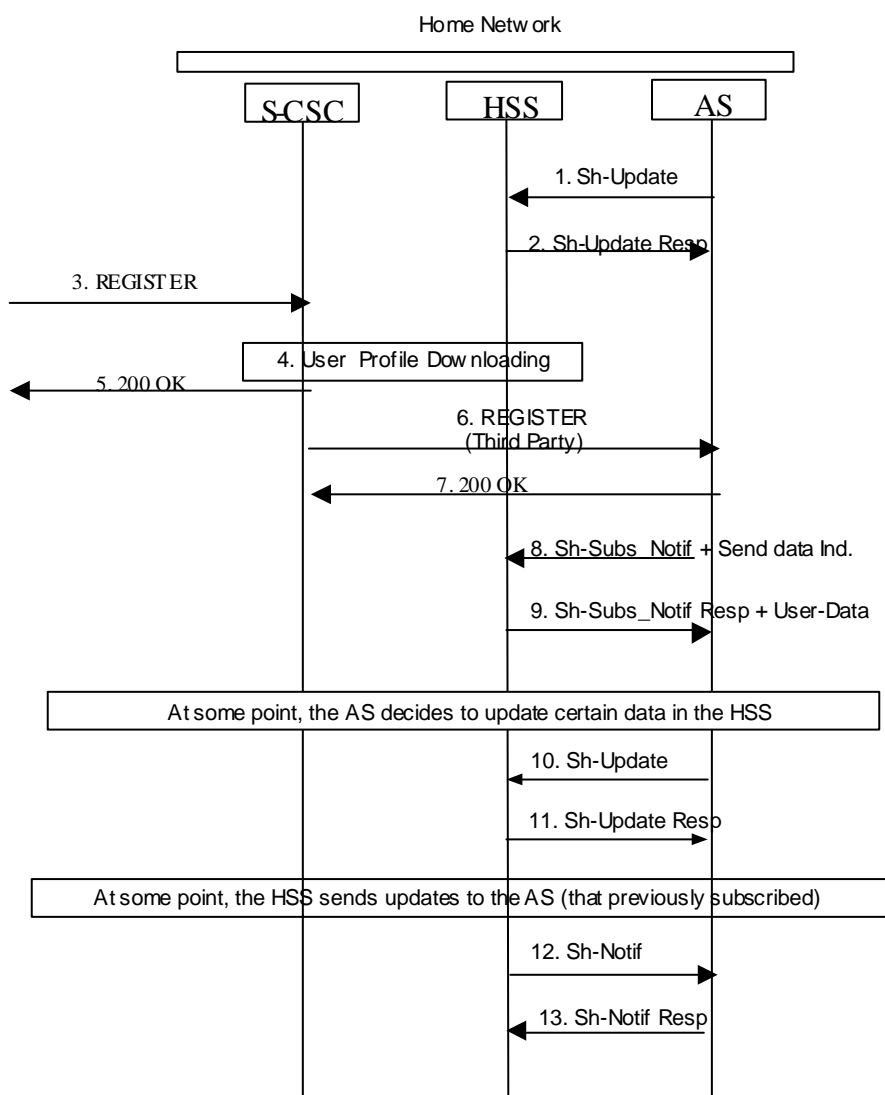 Home Network
S-CSC
HSS
AS
1. Sh-Update
2. Sh-Update Resp
3. REGISTER
4. User Profile Downloading
5. 200 OK
6. REGISTER
(Third Party)
7. 200 OK
8. Sh-Subs_Notif + Send data Ind.
9. Sh-Subs_Notif Resp + User-Data
At some point, the AS decides to update certain data in the HSS
10. Sh-Update
11. Sh-Update Resp
At some point, the HSS sends updates to the AS (that previously subscribed)
12. Sh-Notif
13. Sh-Notif Resp